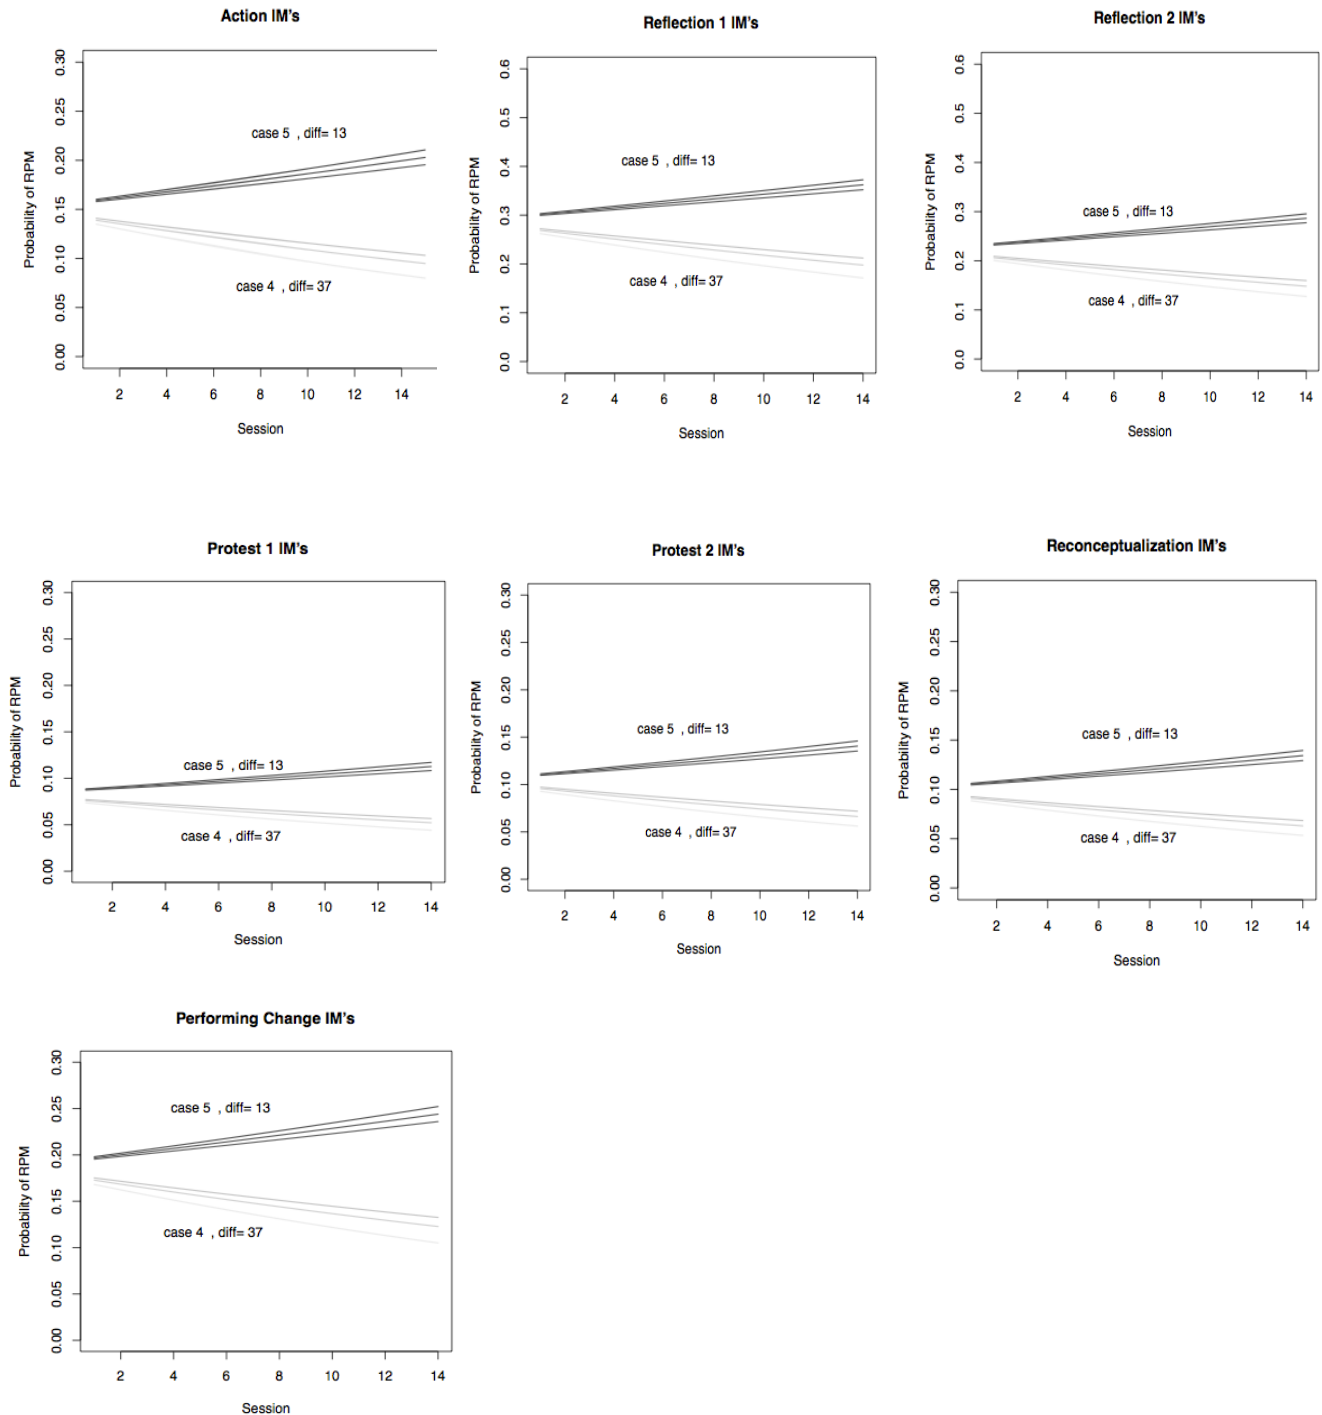 Action IM's
0.30
0.25
0.20
0.15
0.10
0.05
0.00
Probability of RPM
case 5 , diff= 13
case 4 , diff= 37
2 4 6 8 10 12 14
Session
Reflection 1 IM's
0.6
0.5
0.4
0.3
0.2
0.1
0.0
Probability of RPM
case 5 , diff= 13
case 4 , diff= 37
2 4 6 8 10 12 14
Session
Reflection 2 IM's
0.6
0.5
0.4
0.3
0.2
0.1
0.0
Probability of RPM
case 5 , diff= 13
case 4 , diff= 37
2 4 6 8 10 12 14
Session
Protest 1 IM's
0.30
0.25
0.20
0.15
0.10
0.05
0.00
Probability of RPM
case 5 , diff= 13
case 4 , diff= 37
2 4 6 8 10 12 14
Session
Protest 2 IM's
0.30
0.25
0.20
0.15
0.10
0.05
0.00
Probability of RPM
case 5 , diff= 13
case 4 , diff= 37
2 4 6 8 10 12 14
Session
Reconceptualization IM's
0.30
0.25
0.20
0.15
0.10
0.05
0.00
Probability of RPM
case 5 , diff= 13
case 4 , diff= 37
2 4 6 8 10 12 14
Session
Performing Change IM's
0.30
0.25
0.20
0.15
0.10
0.05
0.00
Probability of RPM
case 5 , diff= 13
case 4 , diff= 37
2 4 6 8 10 12 14
Session